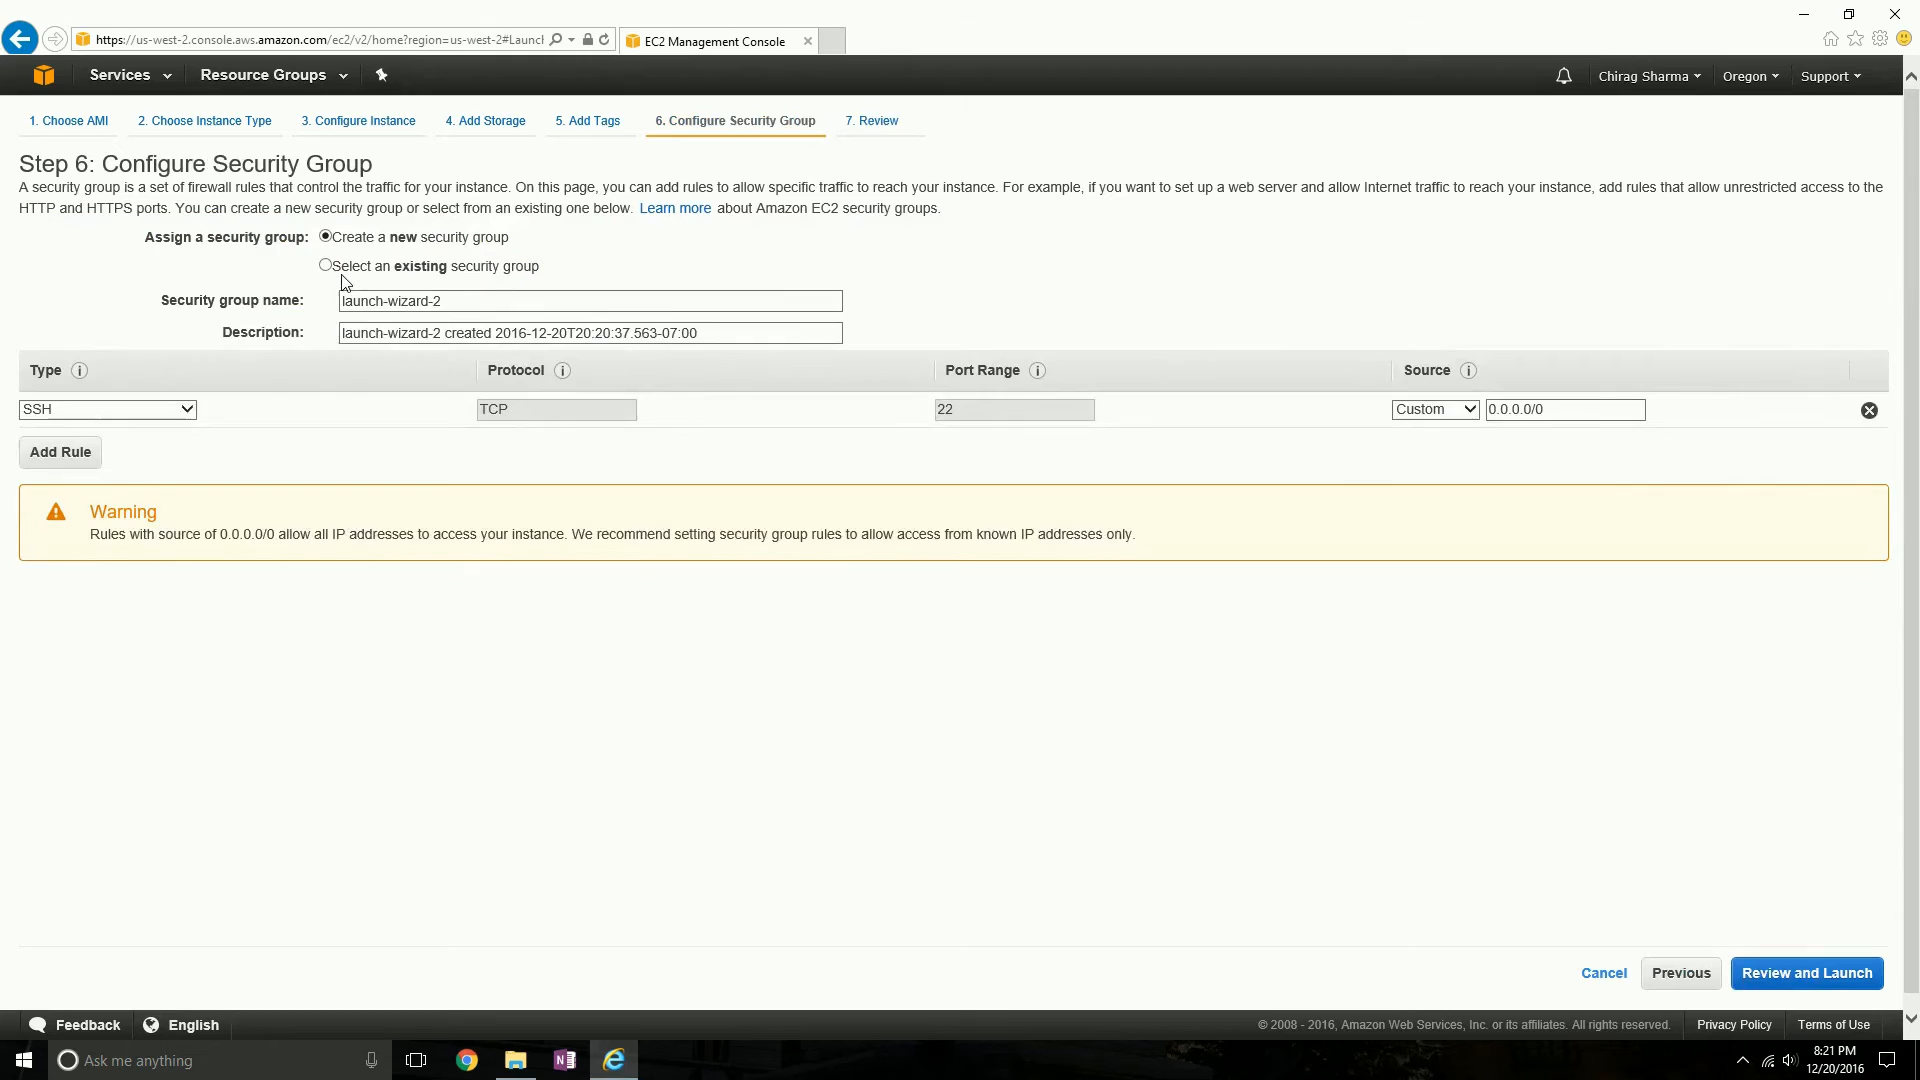 https://us-west-2.console.aws.amazon.com/ec2/v2/home?region=us-west-2#Launcl
EC2 Management Console
Services
Resource Groups
Chirag Sharma
Oregon
Support
1. Choose AMI
2. Choose Instance Type
3. Configure Instance
4. Add Storage
5. Add Tags
6. Configure Security Group
7. Review
Step 6: Configure Security Group
A security group is a set of firewall rules that control the traffic for your instance. On this page, you can add rules to allow specific traffic to reach your instance. For example, if you want to set up a web server and allow Internet traffic to reach your instance, add rules that allow unrestricted access to the
HTTP and HTTPS ports. You can create a new security group or select from an existing one below. Learn more about Amazon EC2 security groups.
Assign a security group: Create a new security group
Select an existing security group
Security group name: launch-wizard-2
Description: launch-wizard-2 created 2016-12-20T20:20:37.563-07:00
Type i Protocol i Port Range i Source i
SSH TCP 22 Custom 0.0.0.0/0
Add Rule
Warning
Rules with source of 0.0.0.0/0 allow all IP addresses to access your instance. We recommend setting security group rules to allow access from known IP addresses only.
Cancel Previous Review and Launch
Feedback English © 2008 - 2016, Amazon Web Services, Inc. or its affiliates. All rights reserved. Privacy Policy Terms of Use
Ask me anything
8:21 PM
12/20/2016